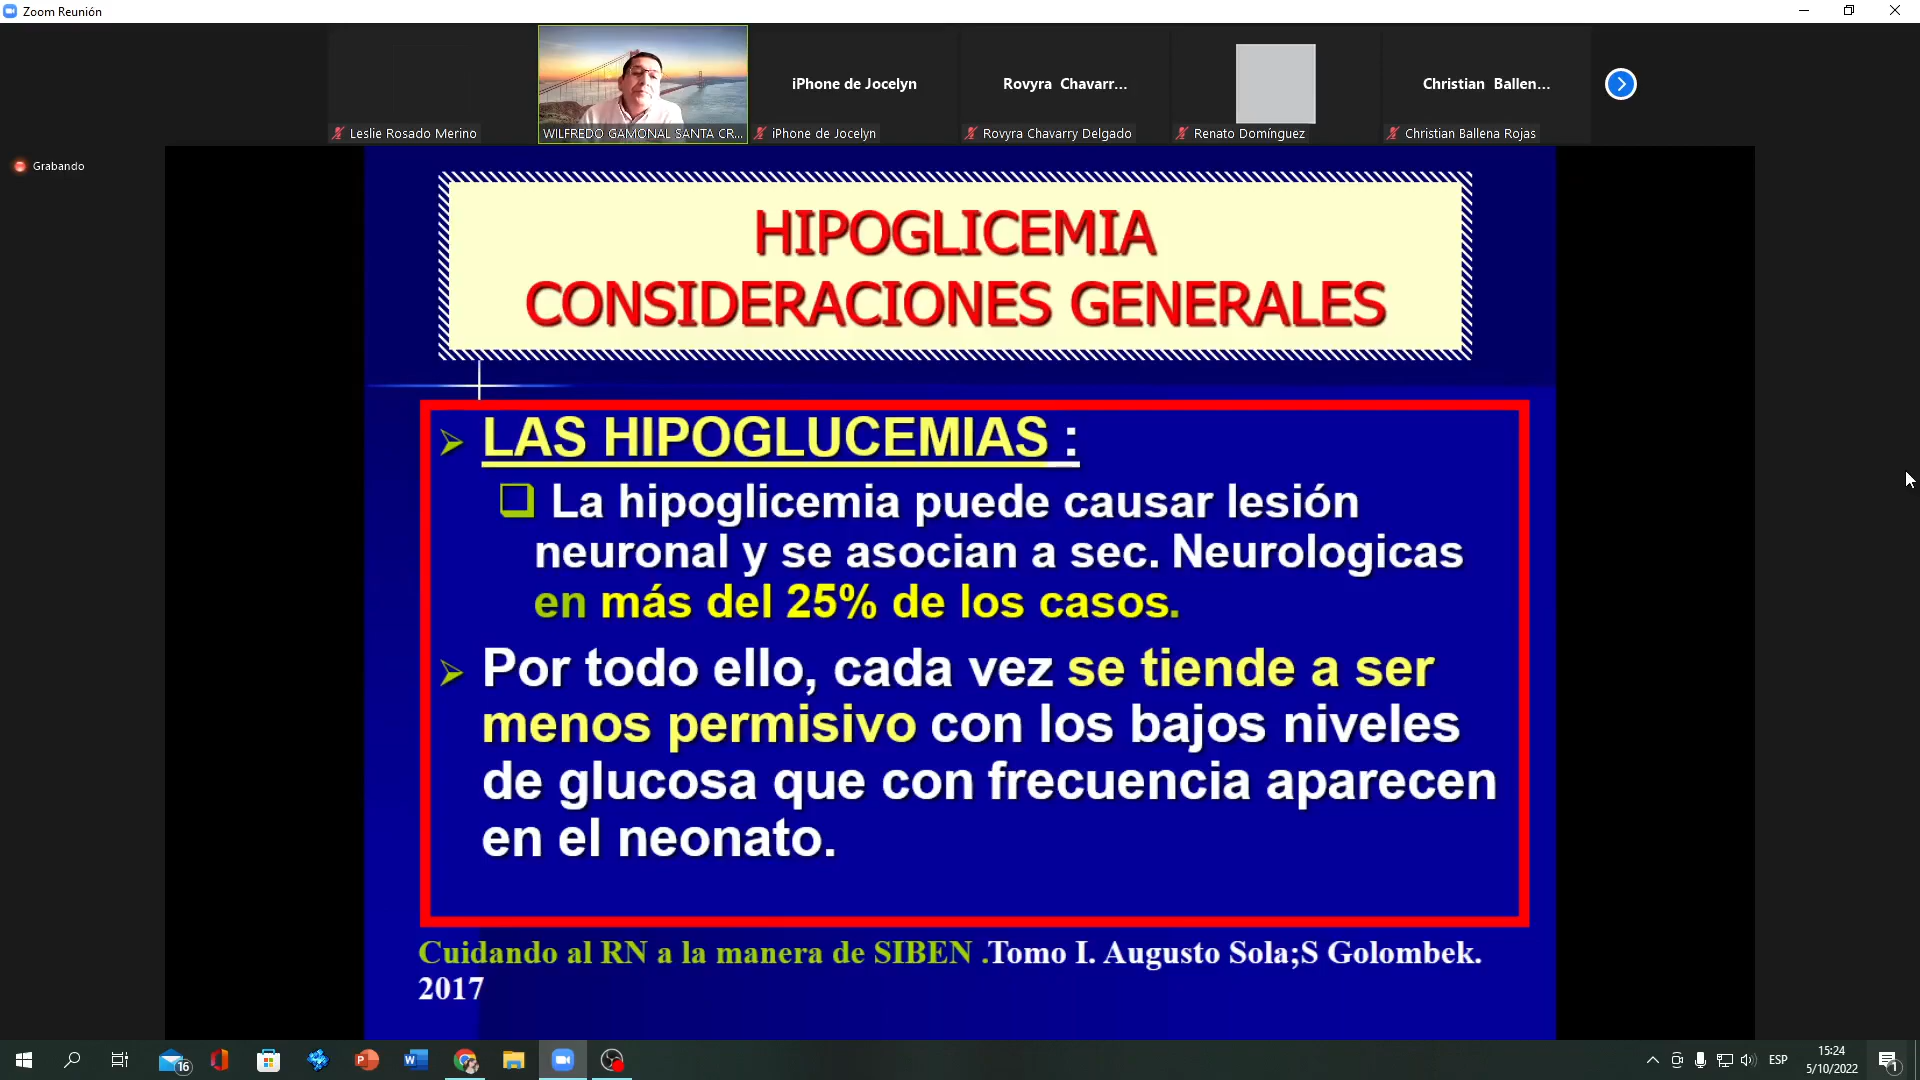 Zoom Reunión
iPhone de Jocelyn
Rovyra Chavarr...
Christian Ballen...
Leslie Rosado Merino
WILFREDO GAMONAL SANTA CR...
iPhone de Jocelyn
Rovyra Chavarry Delgado
Renato Domínguez
Christian Ballena Rojas
Grabando
HIPOGLICEMIA
CONSIDERACIONES GENERALES
LAS HIPOGLUCEMIAS :
La hipoglicemia puede causar lesión
neuronal y se asocian a sec. Neurologicas
en más del 25% de los casos.
Por todo ello, cada vez se tiende a ser
menos permisivo con los bajos niveles
de glucosa que con frecuencia aparecen
en el neonato.
Cuidando al RN a la manera de SIBEN .Tomo I. Augusto Sola;S Golombek.
2017
16
ESP
15:24
5/10/2022
1